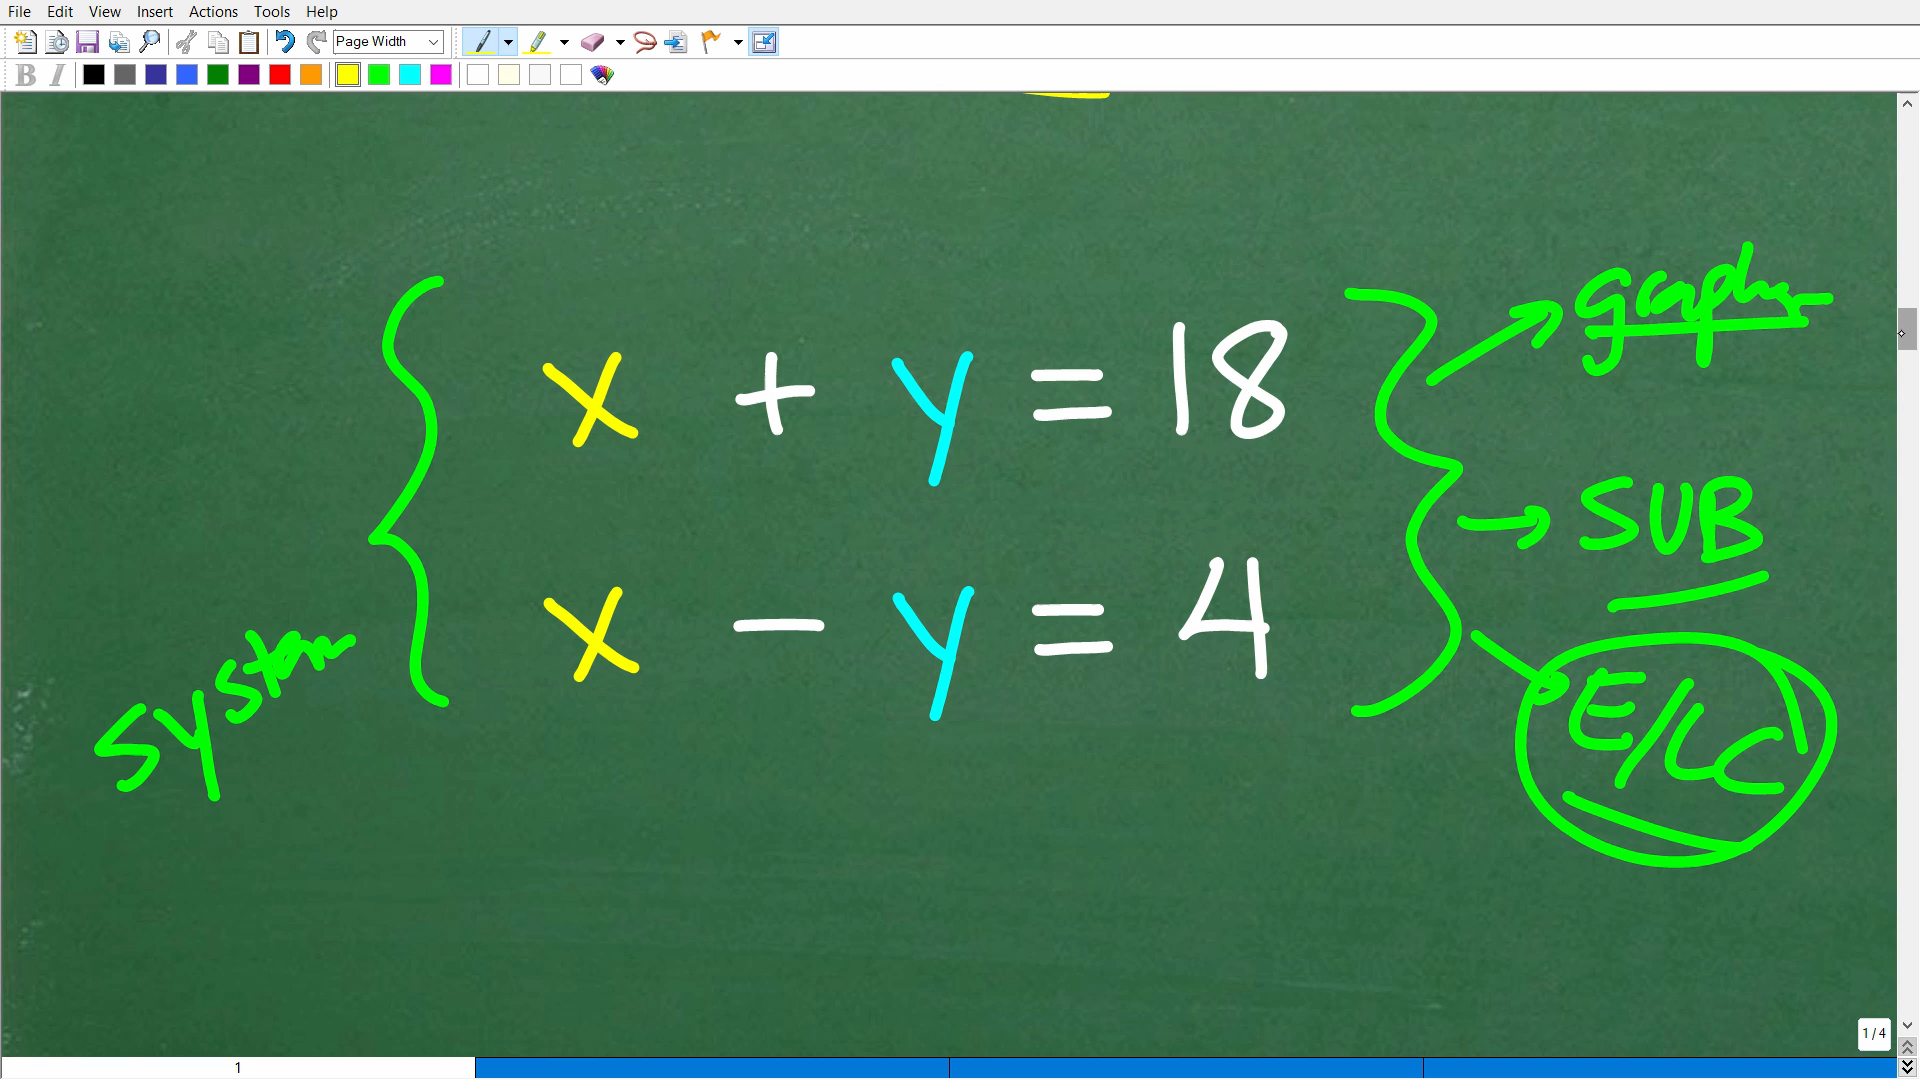 File Edit View Insert Actions Tools Help
Page Width
B I
graph
x + y = 18
SUB
x - y = 4
System
E/LC
1 / 4
1